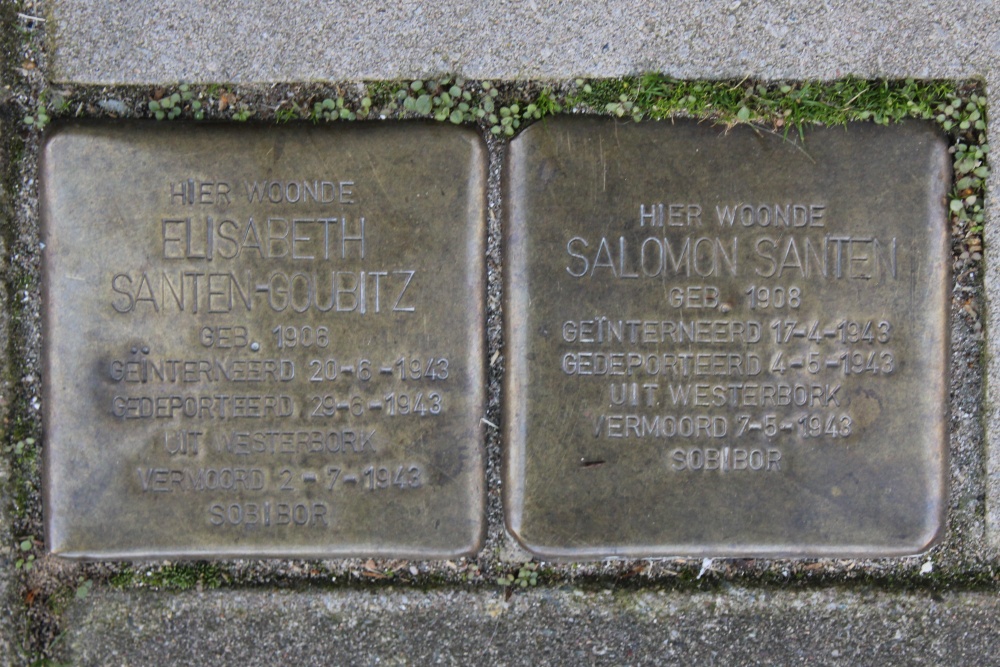 HIER WOONDE
ELISABETH
SANTEN-GOUBITZ
GEB. 1906
GEÏNTERNEERD 20-6-1943
GEDEPORTEERD 29-6-1943
UIT WESTERBORK
VERMOORD 2-7-1943
SOBIBOR
HIER WOONDE
SALOMON SANTEN
GEB. 1908
GEÏNTERNEERD 17-4-1943
GEDEPORTEERD 4-5-1943
UIT WESTERBORK
VERMOORD 7-5-1943
SOBIBOR